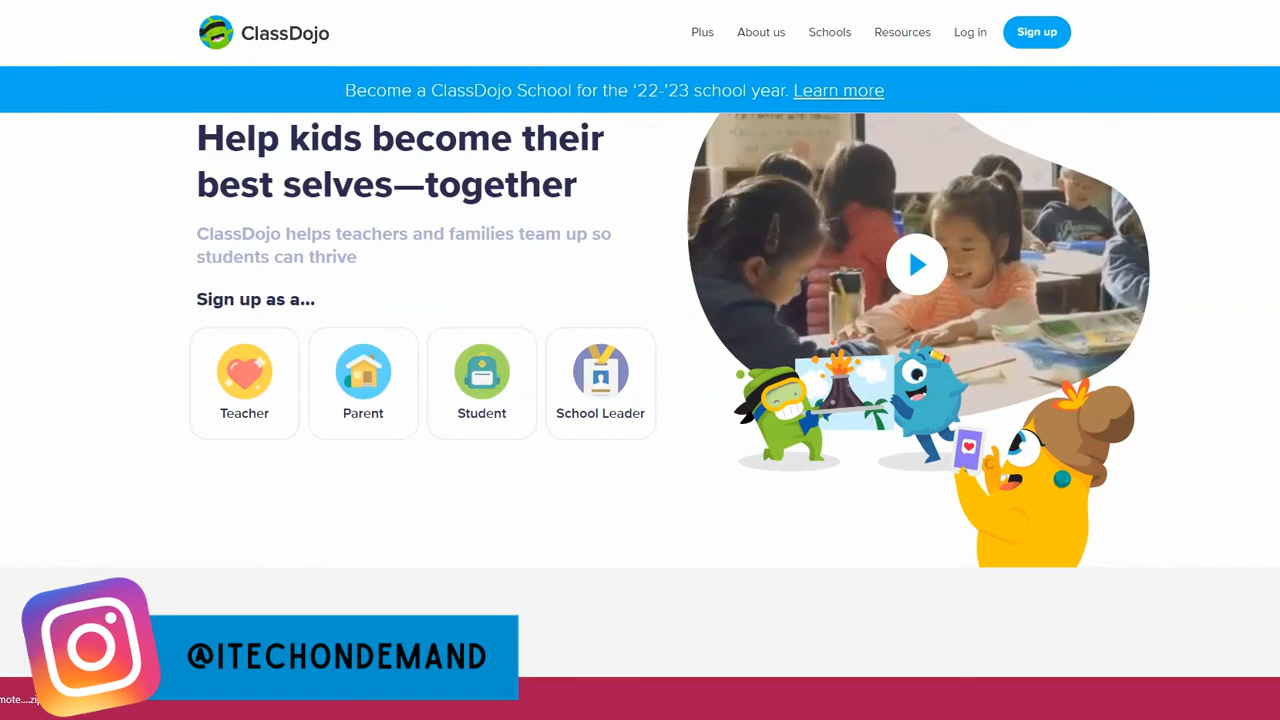 ClassDojo
Plus
About us
Schools
Resources
Log in
Sign up
Become a ClassDojo School for the ‘22-’23 school year. Learn more
Help kids become their
best selves—together
ClassDojo helps teachers and families team up so
students can thrive
Sign up as a...
Teacher
Parent
Student
School Leader
@ITECHONDEMAND